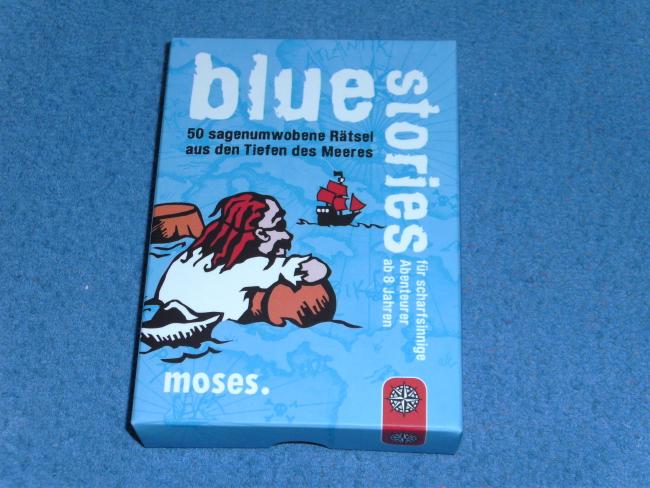 blue
stories
50 sagenumwobene Rätsel
aus den Tiefen des Meeres
für scharfsinnige
Abenteurer
ab 8 Jahren
moses.